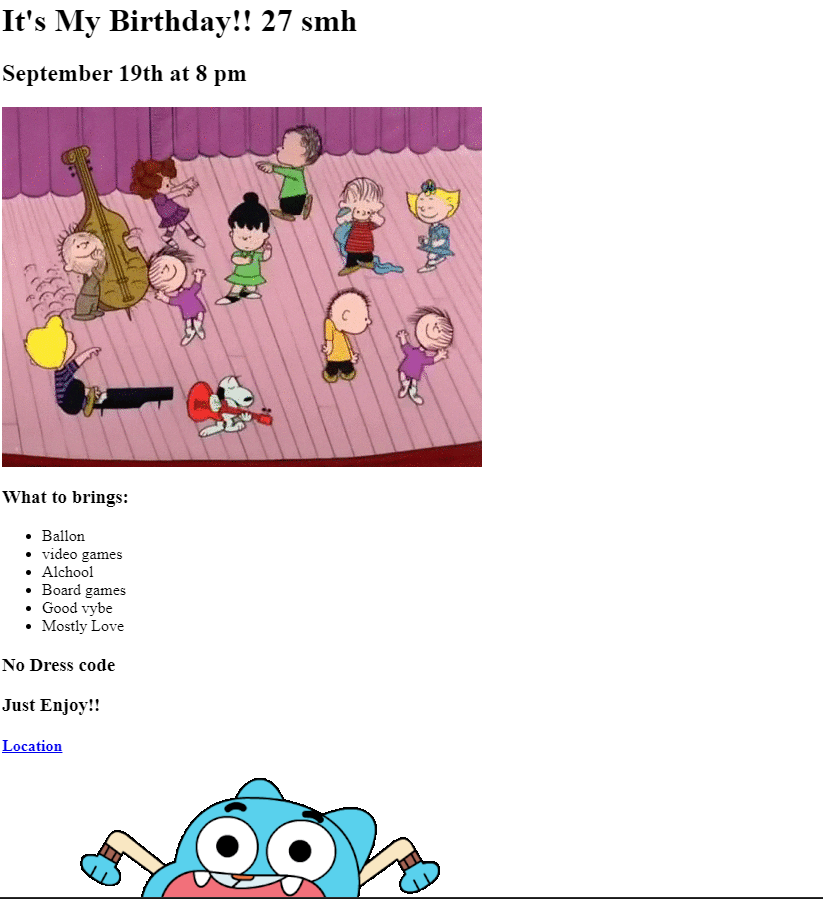 It's My Birthday!! 27 smh
September 19th at 8 pm
What to brings:
Ballon
video games
Alchool
Board games
Good vybe
Mostly Love
No Dress code
Just Enjoy!!
Location